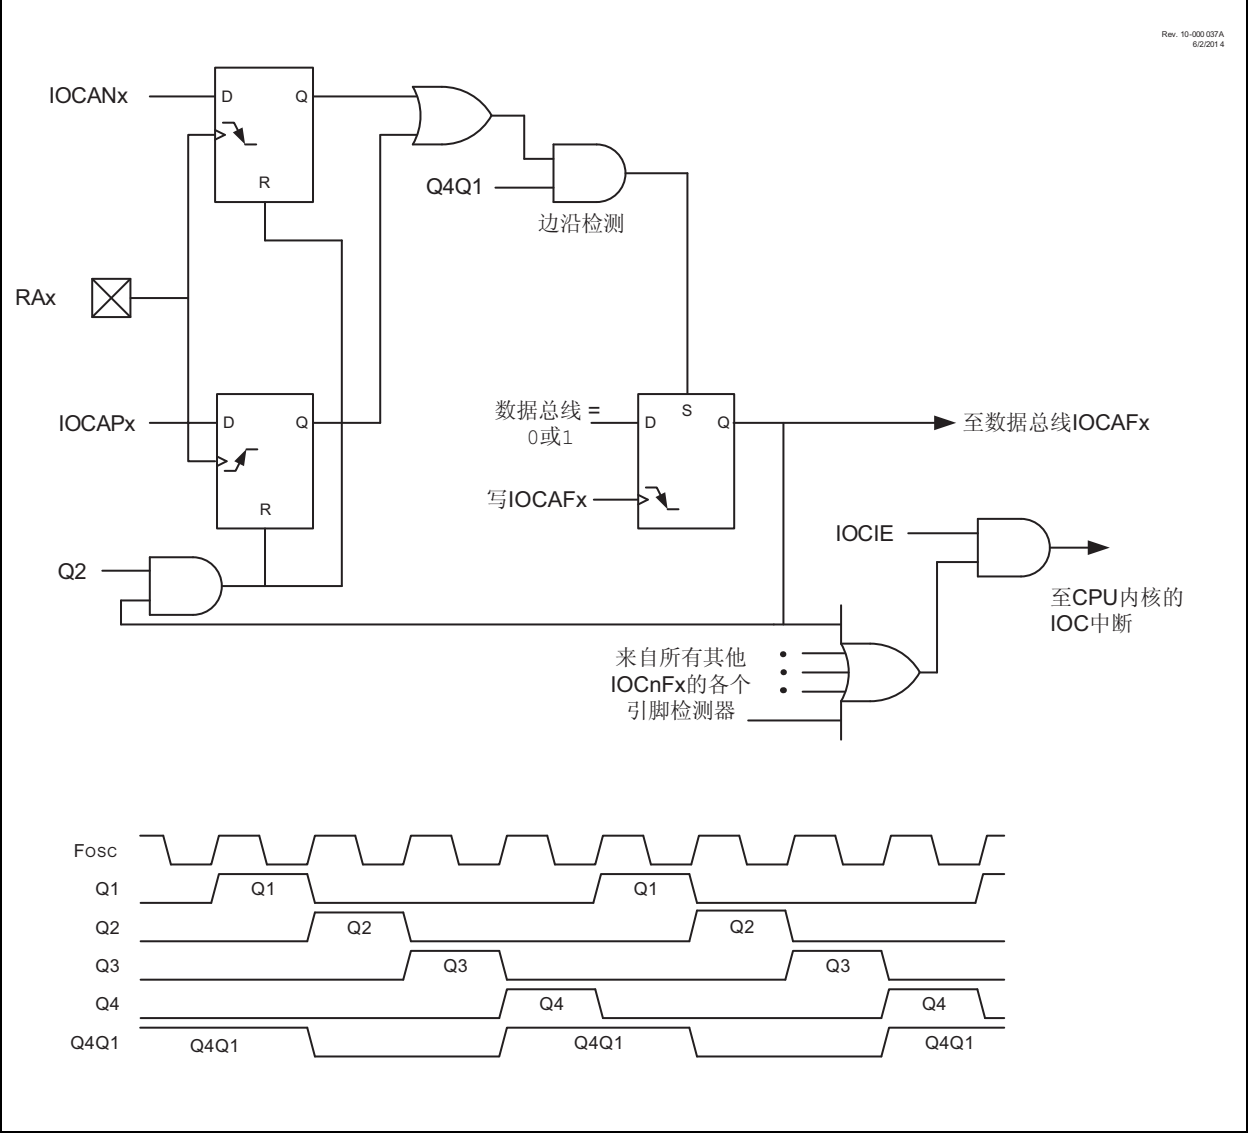 Rev. 10-000 037A
6/2/201 4
IOCANx
D
Q
R
Q4Q1
边沿检测
RAx
IOCAPx
D
Q
R
数据总线 =
0或1
D
S
Q
至数据总线IOCAFx
写IOCAFx
IOCIE
Q2
至CPU内核的
IOC中断
来自所有其他
IOCnFx的各个
引脚检测器
FOSC
Q1
Q1
Q1
Q2
Q2
Q2
Q3
Q3
Q3
Q4
Q4
Q4
Q4Q1
Q4Q1
Q4Q1
Q4Q1